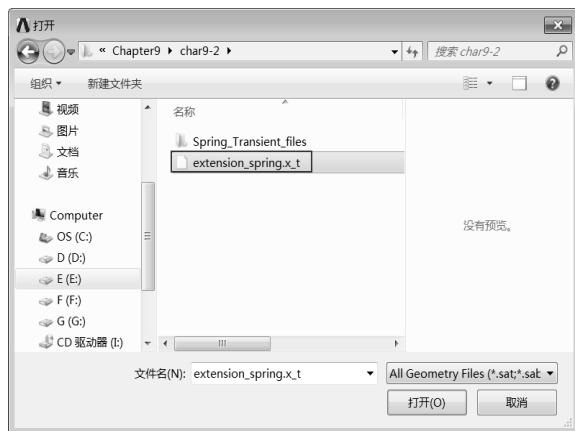 打开
« Chapter9 ▸ char9-2 ▸
搜索 char9-2
组织
新建文件夹
视频
图片
文档
音乐
Computer
OS (C:)
D (D:)
E (E:)
F (F:)
G (G:)
CD 驱动器 (I:)
名称
Spring_Transient_files
extension_spring.x_t
没有预览。
文件名(N): extension_spring.x_t
All Geometry Files (*.sat;*.sab
打开(O)
取消